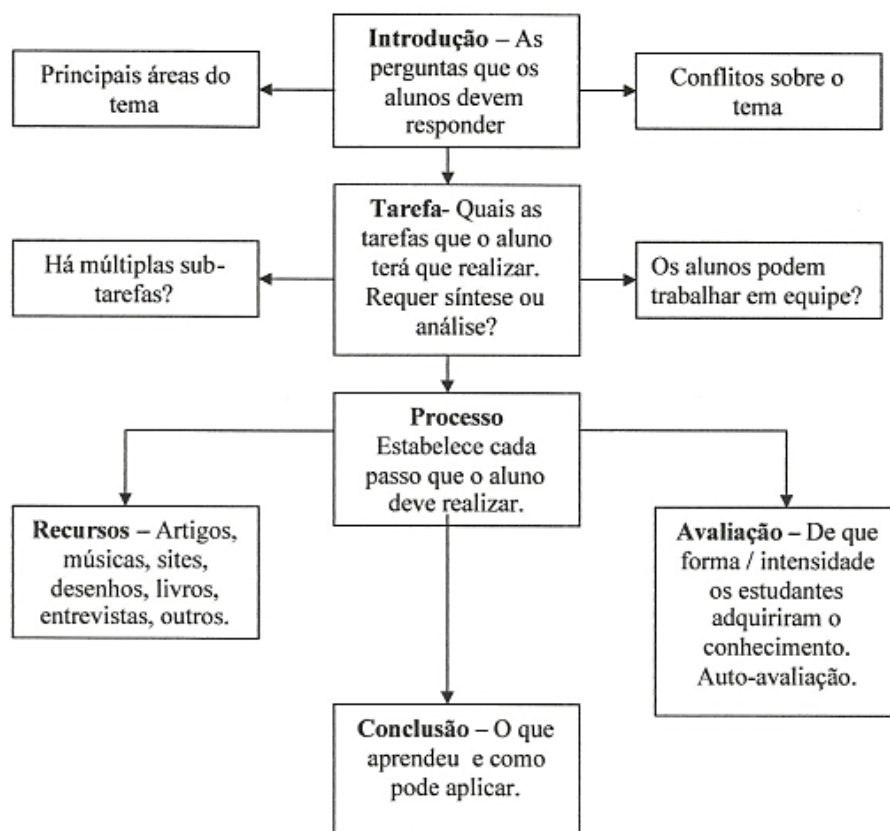 Introdução – As
perguntas que os
alunos devem
responder
Principais áreas do
tema
Conflitos sobre o
tema
Tarefa- Quais as
tarefas que o aluno
terá que realizar.
Requer síntese ou
análise?
Há múltiplas sub-
tarefas?
Os alunos podem
trabalhar em equipe?
Processo
Estabelece cada
passo que o aluno
deve realizar.
Recursos – Artigos,
músicas, sites,
desenhos, livros,
entrevistas, outros.
Avaliação – De que
forma / intensidade
os estudantes
adquiriram o
conhecimento.
Auto-avaliação.
Conclusão – O que
aprendeu e como
pode aplicar.